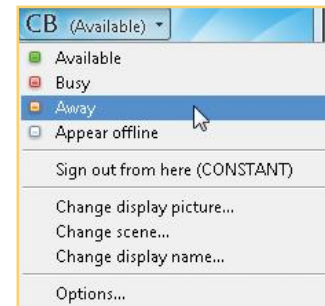 CB (Available)
Available
Busy
Away
Appear offline
Sign out from here (CONSTANT)
Change display picture...
Change scene...
Change display name...
Options...